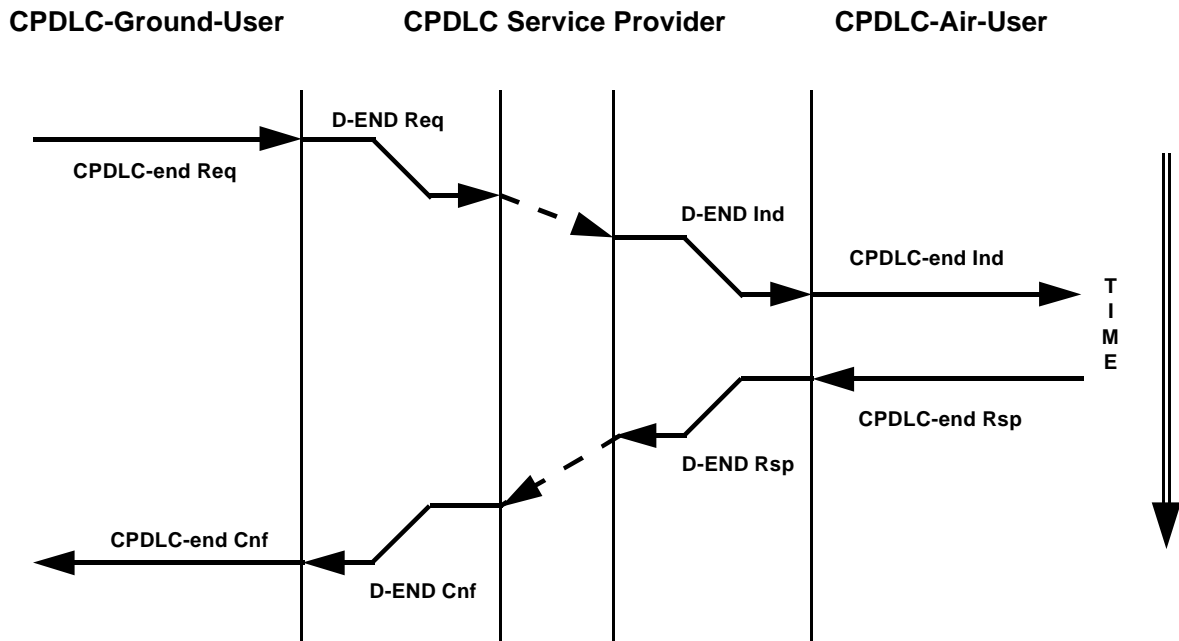 CPDLC-Ground-User
CPDLC Service Provider
CPDLC-Air-User
D-END Req
CPDLC-end Req
D-END Ind
CPDLC-end Ind
T
I
M
E
CPDLC-end Rsp
D-END Rsp
CPDLC-end Cnf
D-END Cnf